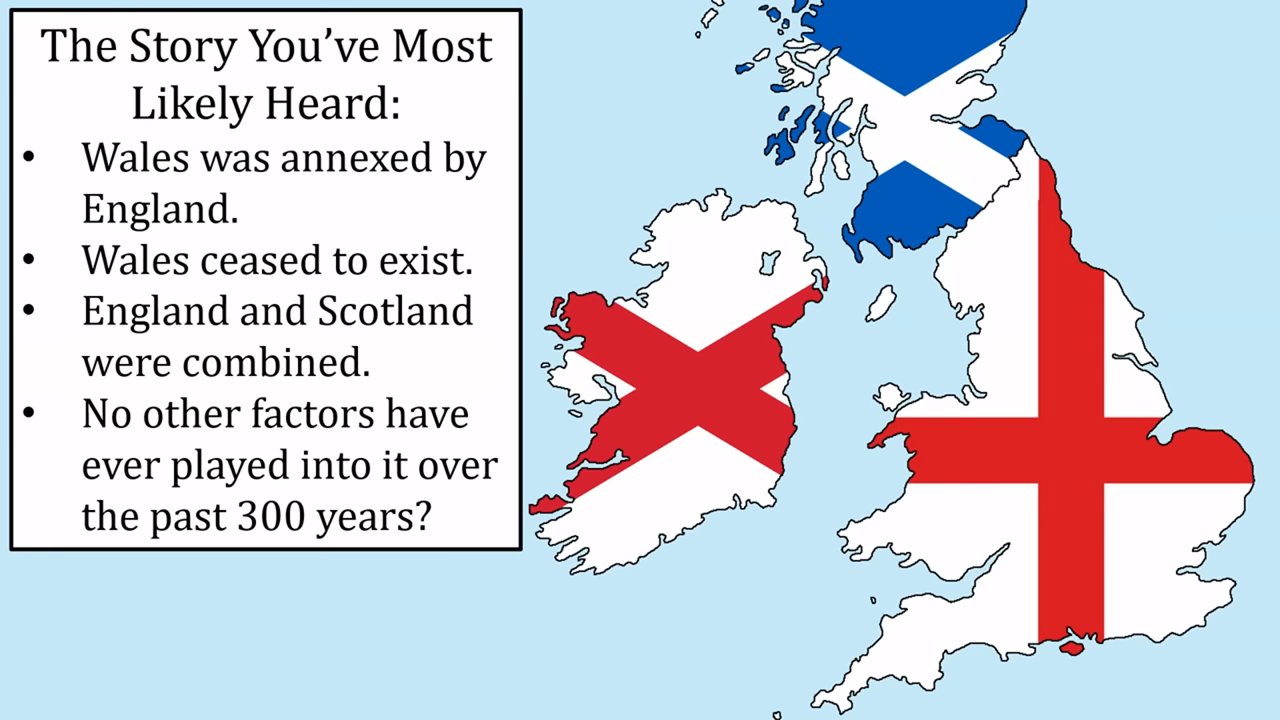 The Story You’ve Most
Likely Heard:
• Wales was annexed by
England.
• Wales ceased to exist.
• England and Scotland
were combined.
• No other factors have
ever played into it over
the past 300 years?